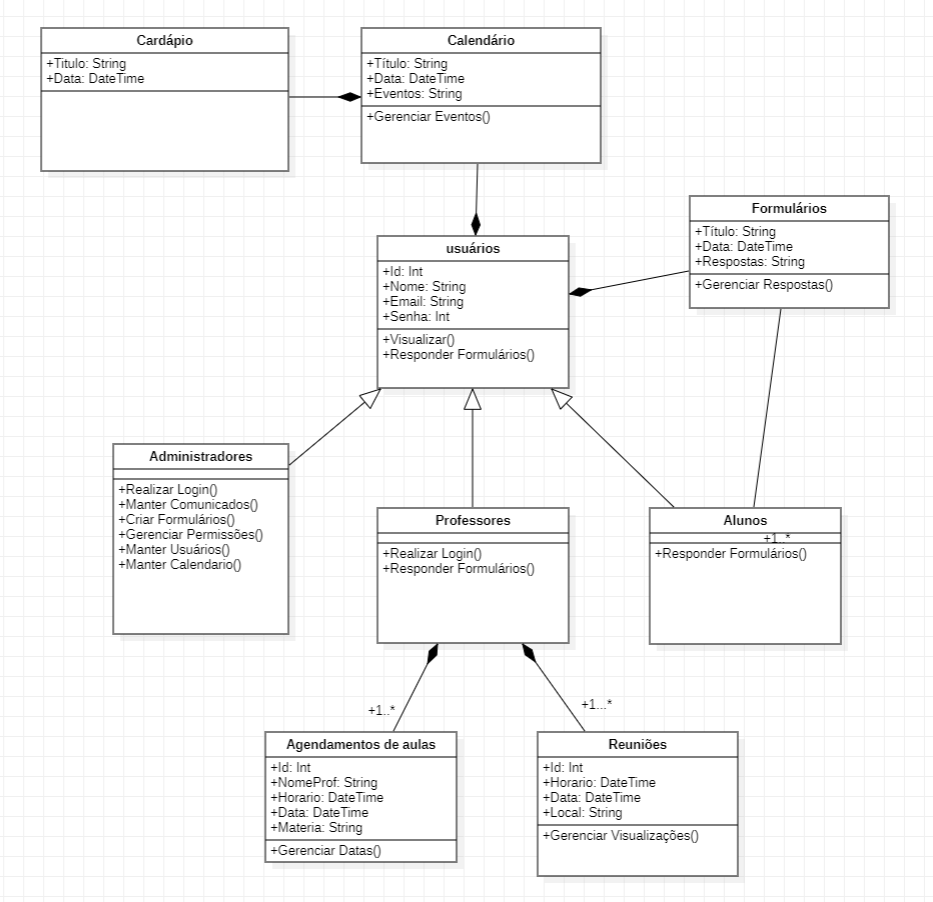 Cardápio
+Titulo: String
+Data: DateTime
Calendário
+Título: String
+Data: DateTime
+Eventos: String
+Gerenciar Eventos()
Formulários
+Título: String
+Data: DateTime
+Respostas: String
+Gerenciar Respostas()
usuários
+Id: Int
+Nome: String
+Email: String
+Senha: Int
+Visualizar()
+Responder Formulários()
Administradores
+Realizar Login()
+Manter Comunicados()
+Criar Formulários()
+Gerenciar Permissões()
+Manter Usuários()
+Manter Calendario()
Professores
+Realizar Login()
+Responder Formulários()
Alunos
+1..*
+Responder Formulários()
+1..*
+1...*
Agendamentos de aulas
+Id: Int
+NomeProf: String
+Horario: DateTime
+Data: DateTime
+Materia: String
+Gerenciar Datas()
Reuniões
+Id: Int
+Horario: DateTime
+Data: DateTime
+Local: String
+Gerenciar Visualizações()